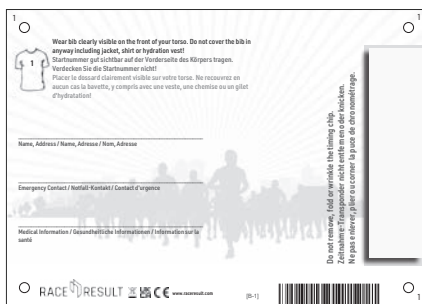 1
1
Wear bib clearly visible on the front of your torso. Do not cover the bib in
anyway including jacket, shirt or hydration vest!
Startnummer gut sichtbar auf der Vorderseite des Körpers tragen.
Verdecken Sie die Startnummer nicht!
Placer le dossard clairement visible sur votre torse. Ne recouvrez en
aucun cas la bavette, y compris avec une veste, une chemise ou un gilet
d'hydratation!
1
Name, Address / Name, Adresse / Nom, Adresse
Emergency Contact / Notfall-Kontakt / Contact d'urgence
Medical Information / Gesundheitliche Informationen / Information sur la
santé
Do not remove, fold or wrinkle the timing chip.
Zeitnahme-Transponder nicht entfernen oder knicken.
Ne pas enlever, plier ou corner la puce de chronométrage.
RACE RESULT CE www.raceresult.com
[B-1]
1